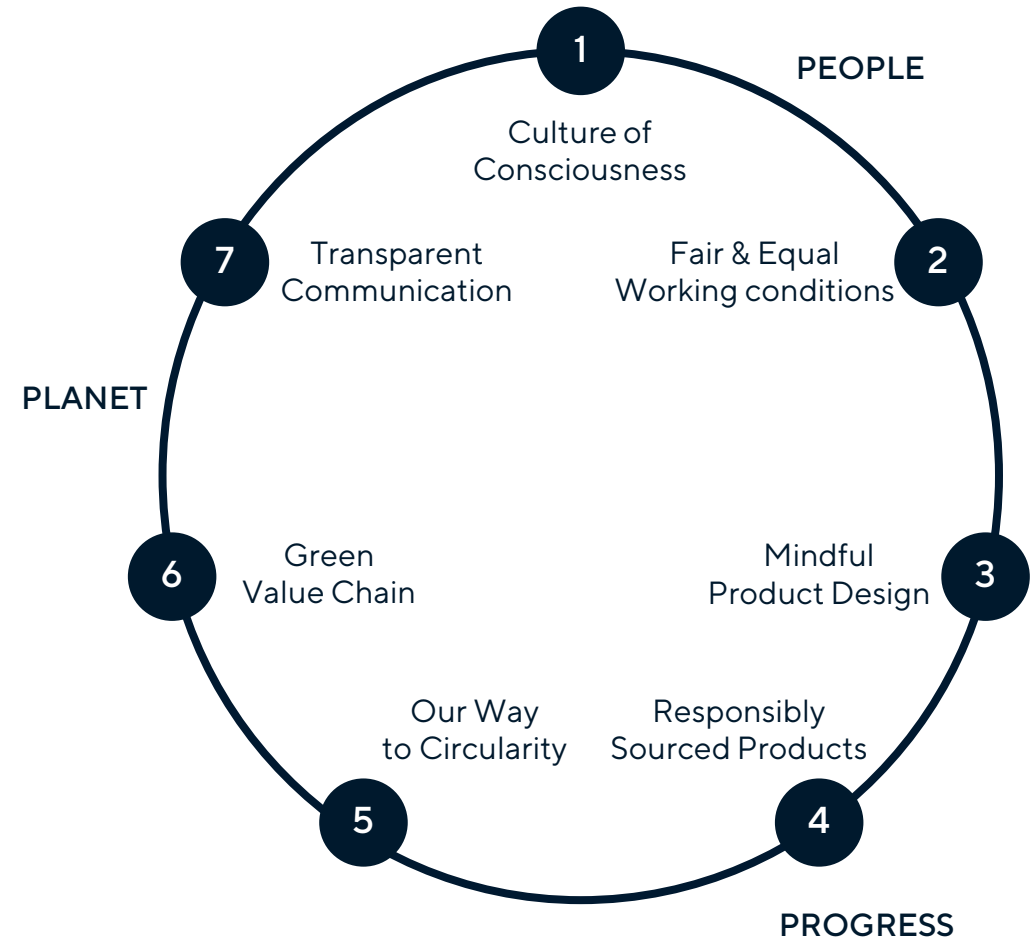 1
PEOPLE
Culture of
Consciousness
2
Fair & Equal
Working conditions
3
Mindful
Product Design
4
Responsibly
Sourced Products
PROGRESS
5
Our Way
to Circularity
6
Green
Value Chain
PLANET
7
Transparent
Communication